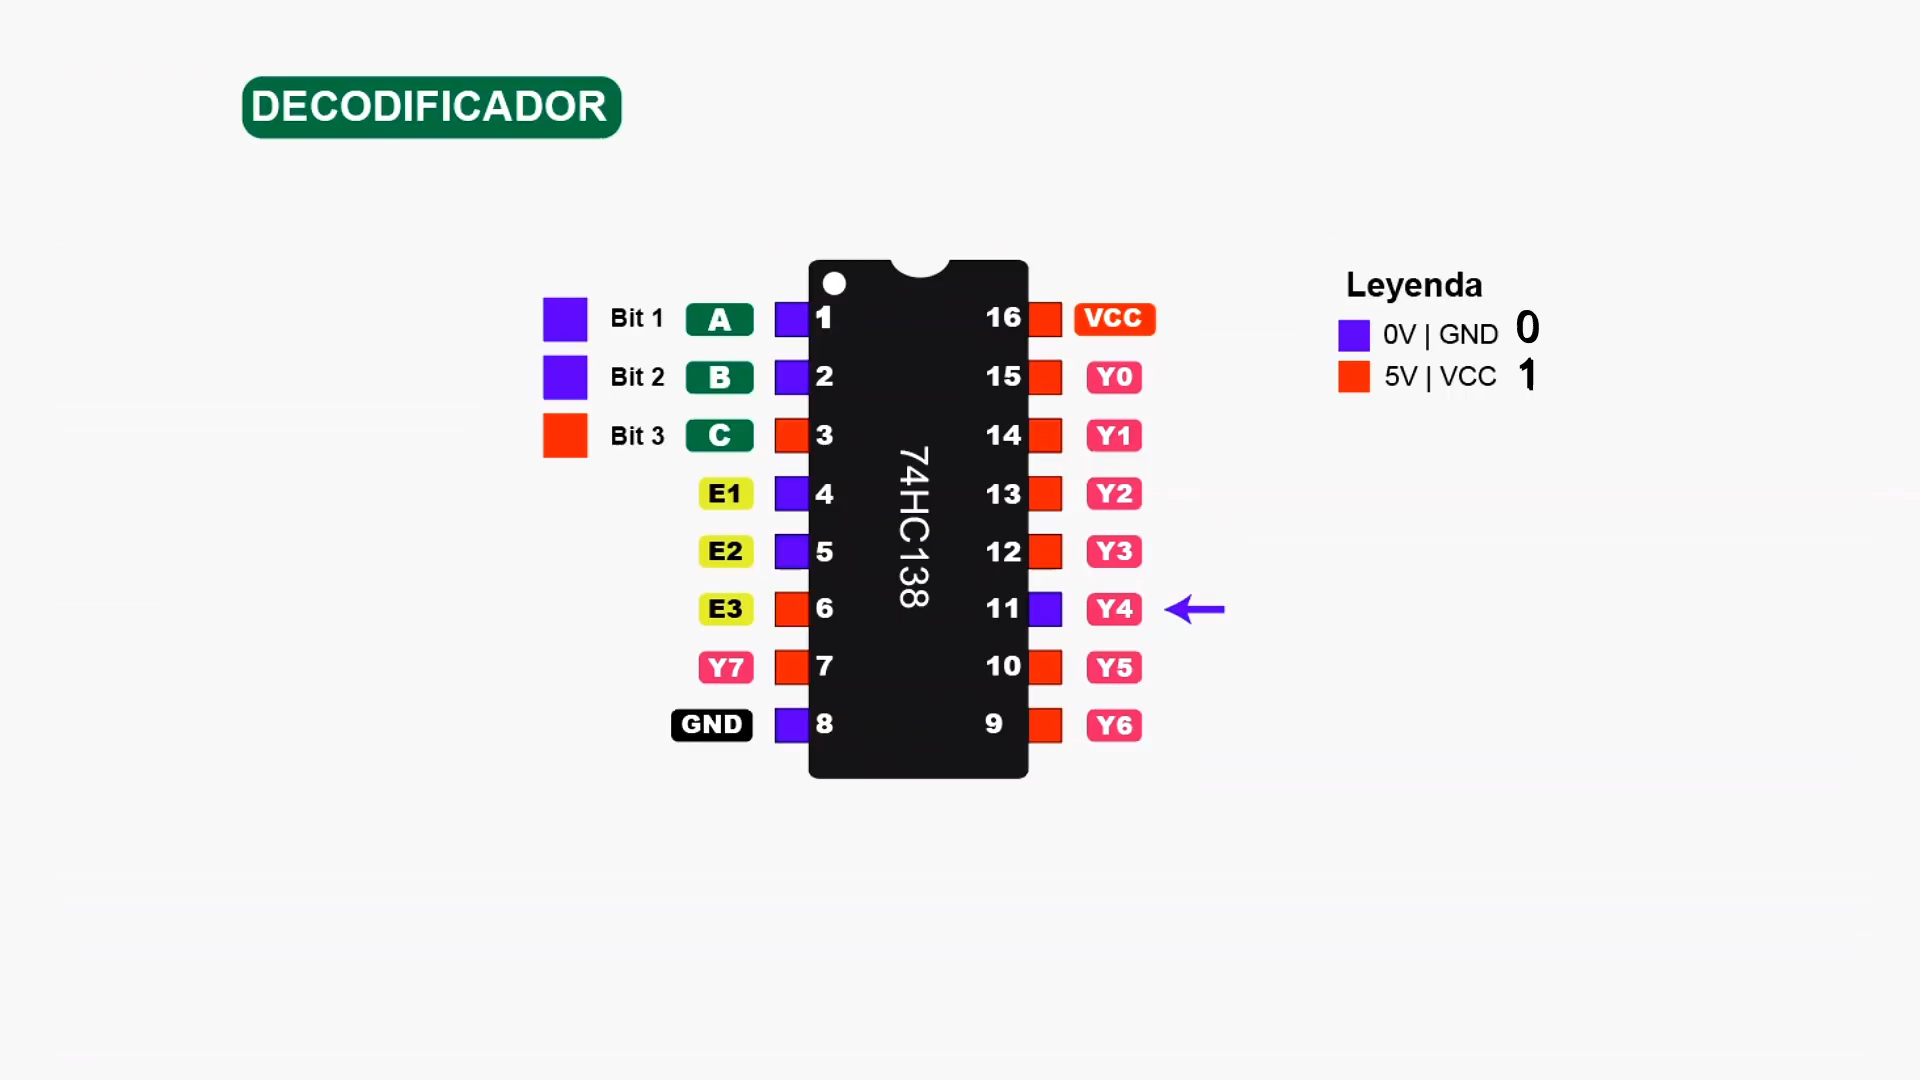 DECODIFICADOR
Leyenda
0V | GND 0
5V | VCC 1
Bit 1 A 1 16 VCC
Bit 2 B 2 15 Y0
Bit 3 C 3 14 Y1
E1 4 13 Y2
E2 5 12 Y3
E3 6 11 Y4
Y7 7 10 Y5
GND 8 9 Y6
74HC138